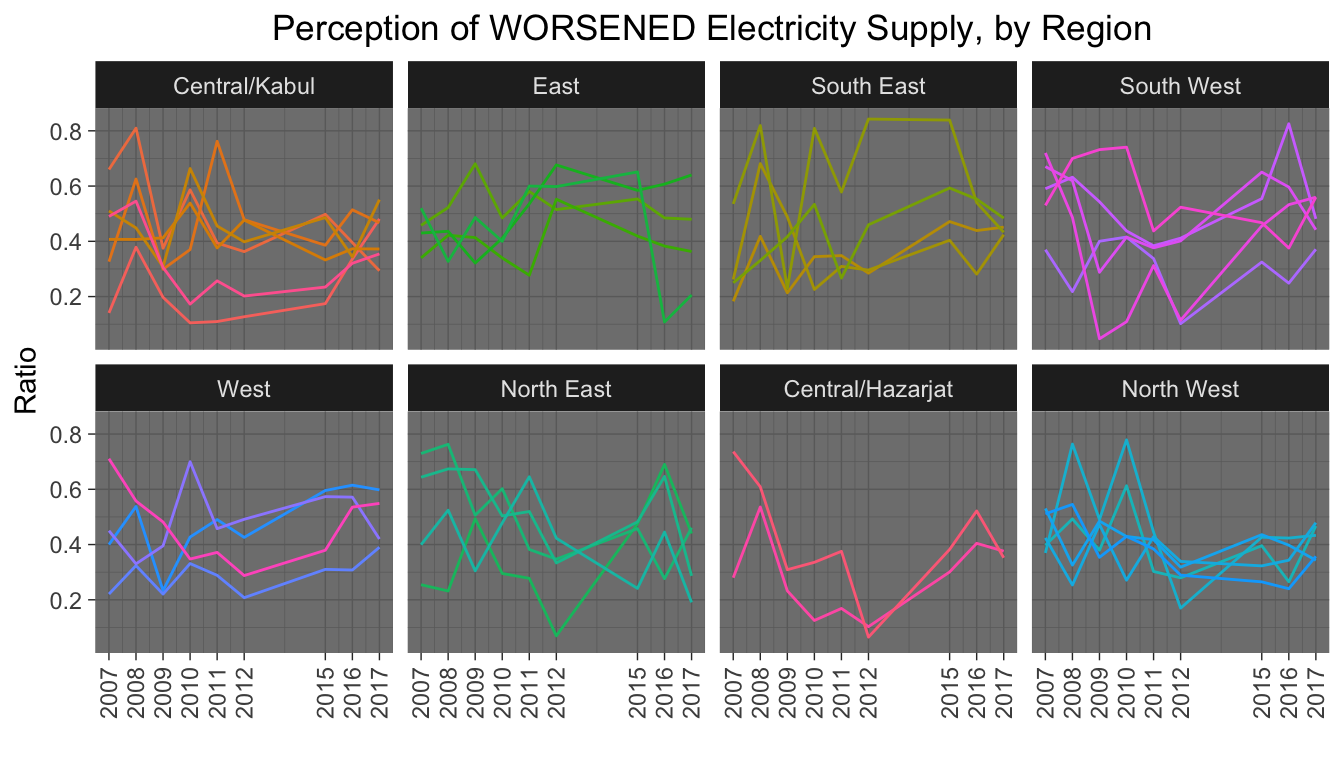 Perception of WORSENED Electricity Supply, by Region
Central/Kabul
East
South East
South West
0.8
0.6
0.4
0.2
Ratio
West
North East
Central/Hazarjat
North West
0.8
0.6
0.4
0.2
2007 2008 2009 2010 2011 2012 2015 2016 2017
2007 2008 2009 2010 2011 2012 2015 2016 2017
2007 2008 2009 2010 2011 2012 2015 2016 2017
2007 2008 2009 2010 2011 2012 2015 2016 2017